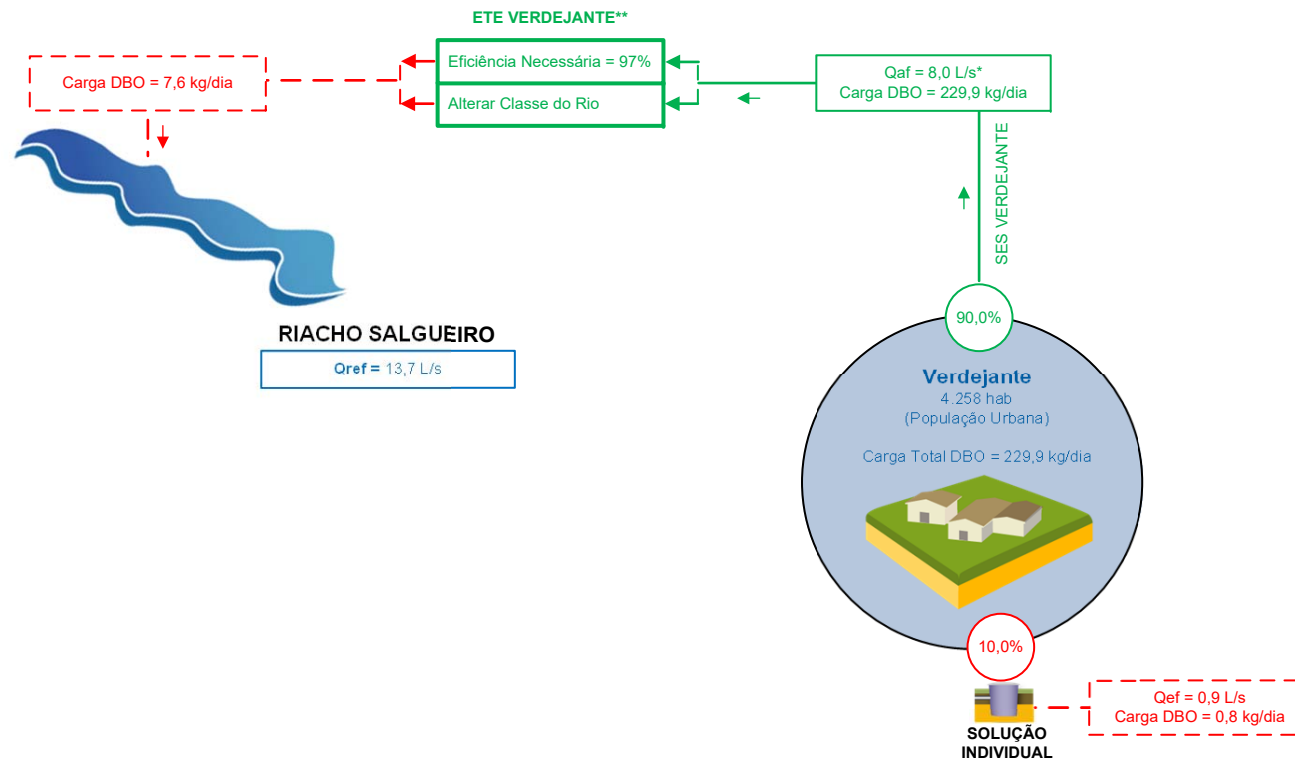 ETE VERDEJANTE**
Carga DBO = 7,6 kg/dia
Eficiência Necessária = 97%
Alterar Classe do Rio
Qaf = 8,0 L/s*
Carga DBO = 229,9 kg/dia
SES VERDEJANTE
RIACHO SALGUEIRO
Qref = 13,7 L/s
90,0%
Verdejante
4.258 hab
(População Urbana)
Carga Total DBO = 229,9 kg/dia
10,0%
Qef = 0,9 L/s
Carga DBO = 0,8 kg/dia
SOLUÇÃO
INDIVIDUAL